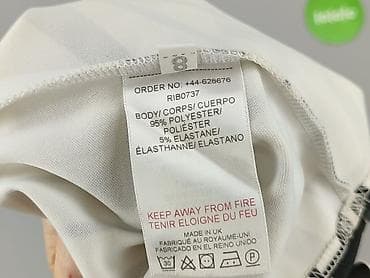 8
ORDER NO. +44-628676
RIB0737
BODY/ CORPS/ CUERPO
95% POLYESTER/
POLIÉSTER
5% ELASTANE/
ÉLASTHANNE/ ELASTANO
KEEP AWAY FROM FIRE
TENIR ELOIGNE DU FEU
MADE IN UK
FABRIQUÉ AU ROYAUME-UNI
FABRICADO EN EL REINO UNIDO